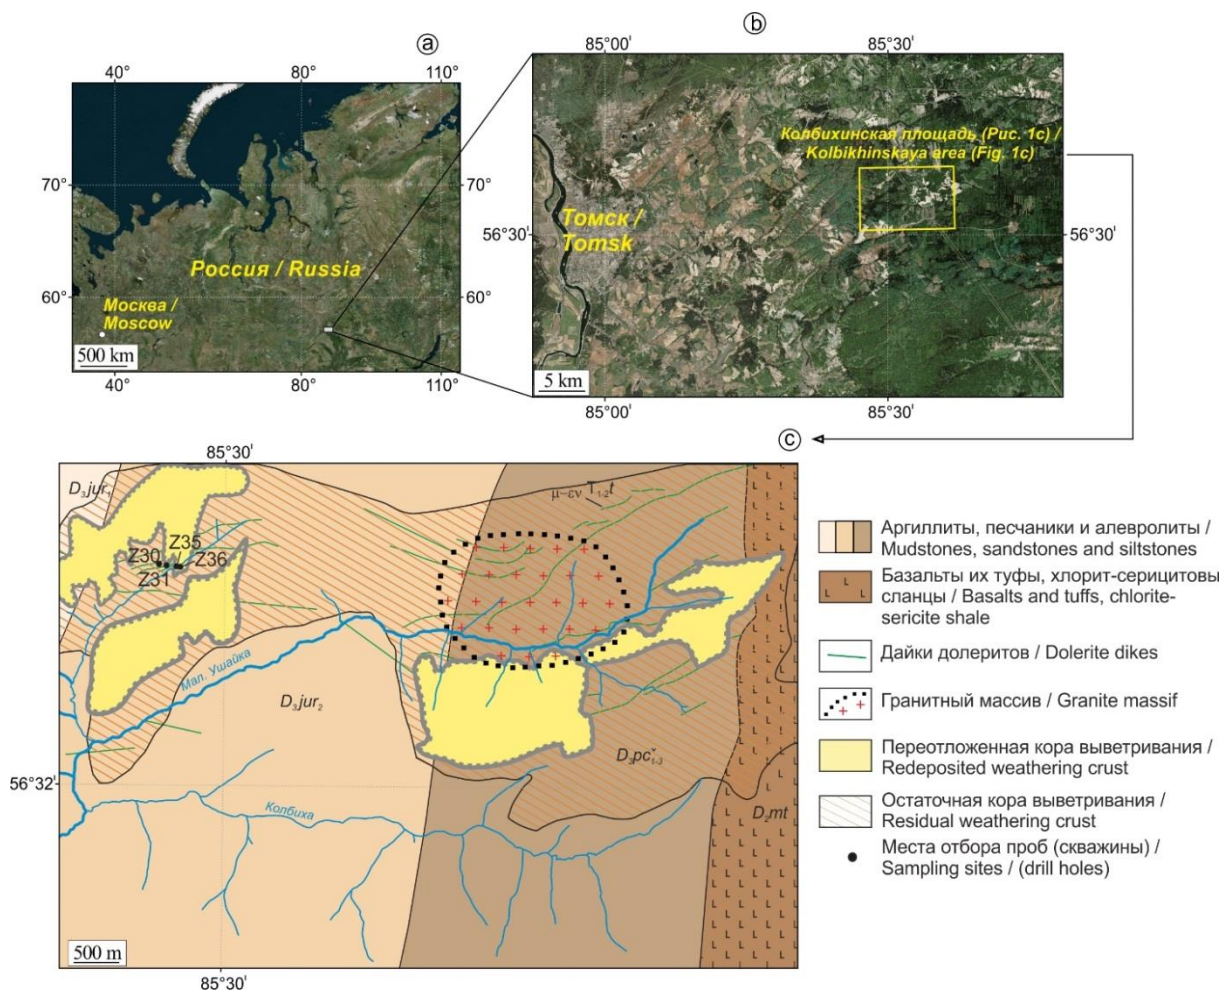 a
40°
80°
110°
70°
60°
Россия / Russia
Москва /
Moscow
500 km
70°
60°
40°
80°
110°
b
85°00'
85°30'
Колбихинская площадь (Рис. 1c) /
Kolbikhinskaya area (Fig. 1c)
Томск /
Tomsk
56°30'
56°30'
5 km
85°00'
85°30'
c
85°30'
D₃jur₁
μ–εν T₁₋₂t
Z35
Z30
Z36
Z31
Мал. Ушайка
D₃jur₂
D₃pč₁₋₃
56°32'
Колбиха
D₂mt
500 m
85°30'
Аргиллиты, песчаники и алевролиты /
Mudstones, sandstones and siltstones
Базальты их туфы, хлорит-серицитовы
сланцы / Basalts and tuffs, chlorite-
sericite shale
Дайки долеритов / Dolerite dikes
Гранитный массив / Granite massif
Переотложенная кора выветривания /
Redeposited weathering crust
Остаточная кора выветривания /
Residual weathering crust
Места отбора проб (скважины) /
Sampling sites / (drill holes)